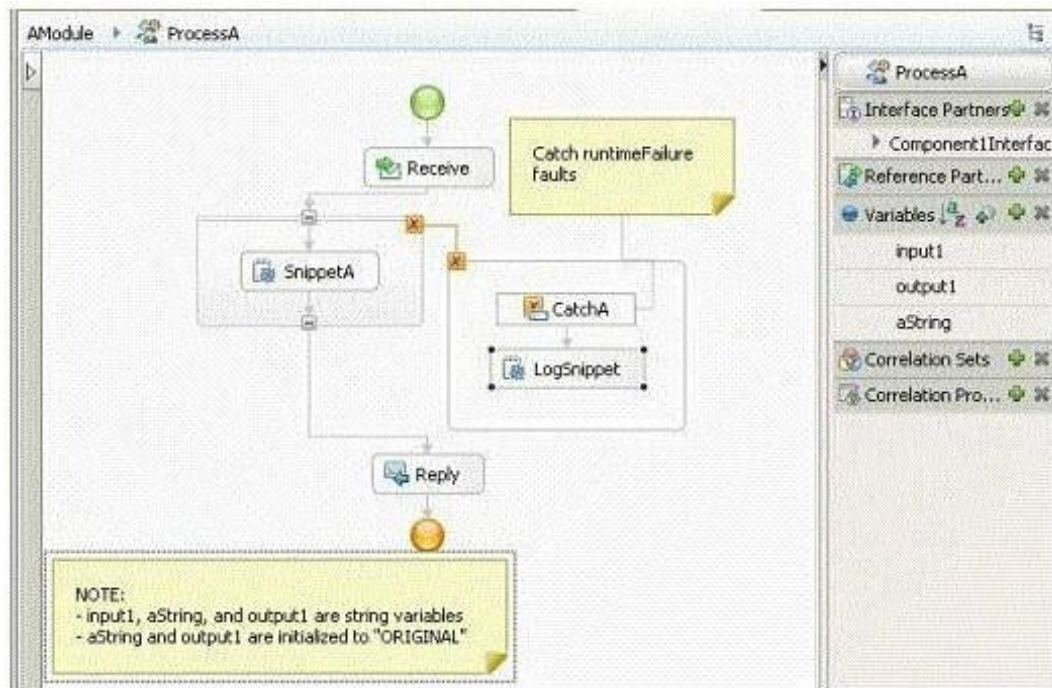 AModule ProcessA
ProcessA
Interface Partners
Component1Interfac
Reference Part...
Variables
input1
output1
aString
Correlation Sets
Correlation Pro...
Receive
Catch runtimeFailure
faults
SnippetA
CatchA
LogSnippet
Reply
NOTE:
- input1, aString, and output1 are string variables
- aString and output1 are initialized to "ORIGINAL"